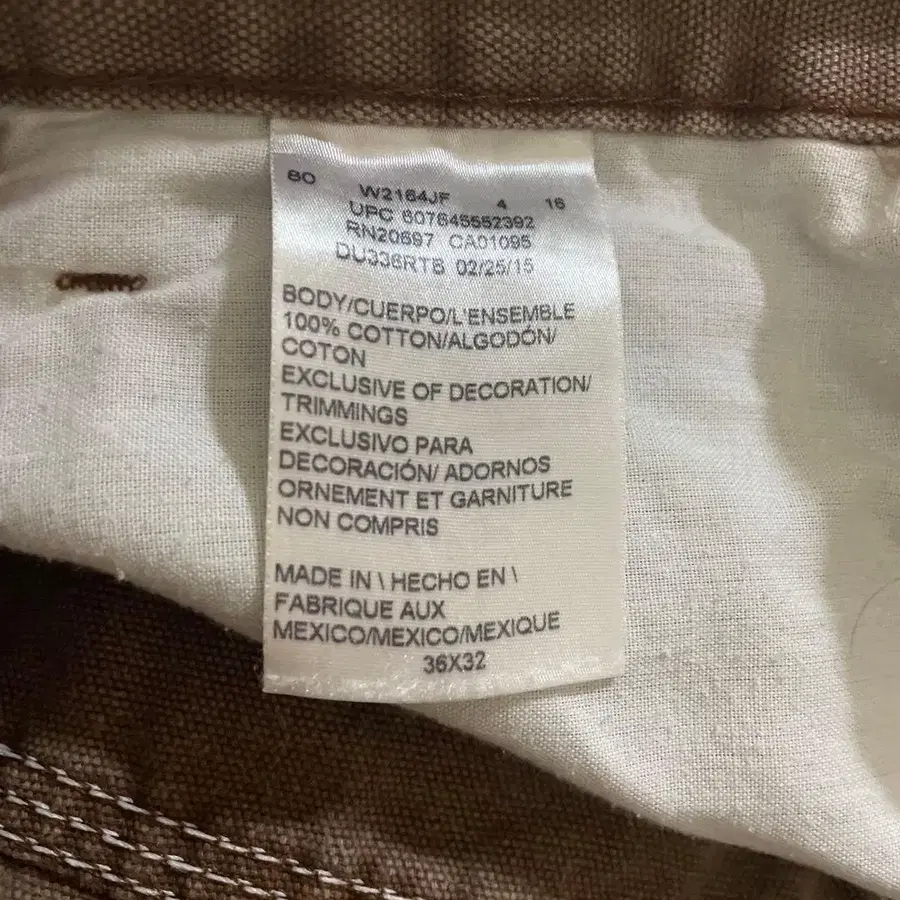 80 W2164JF 4 16
UPC 607645552392
RN20697 CA01095
DU336RTB 02/25/15
BODY/CUERPO/L'ENSEMBLE
100% COTTON/ALGODÓN/
COTON
EXCLUSIVE OF DECORATION/
TRIMMINGS
EXCLUSIVO PARA
DECORACIÓN/ ADORNOS
ORNEMENT ET GARNITURE
NON COMPRIS
MADE IN \ HECHO EN \
FABRIQUE AUX
MEXICO/MEXICO/MEXIQUE
36X32